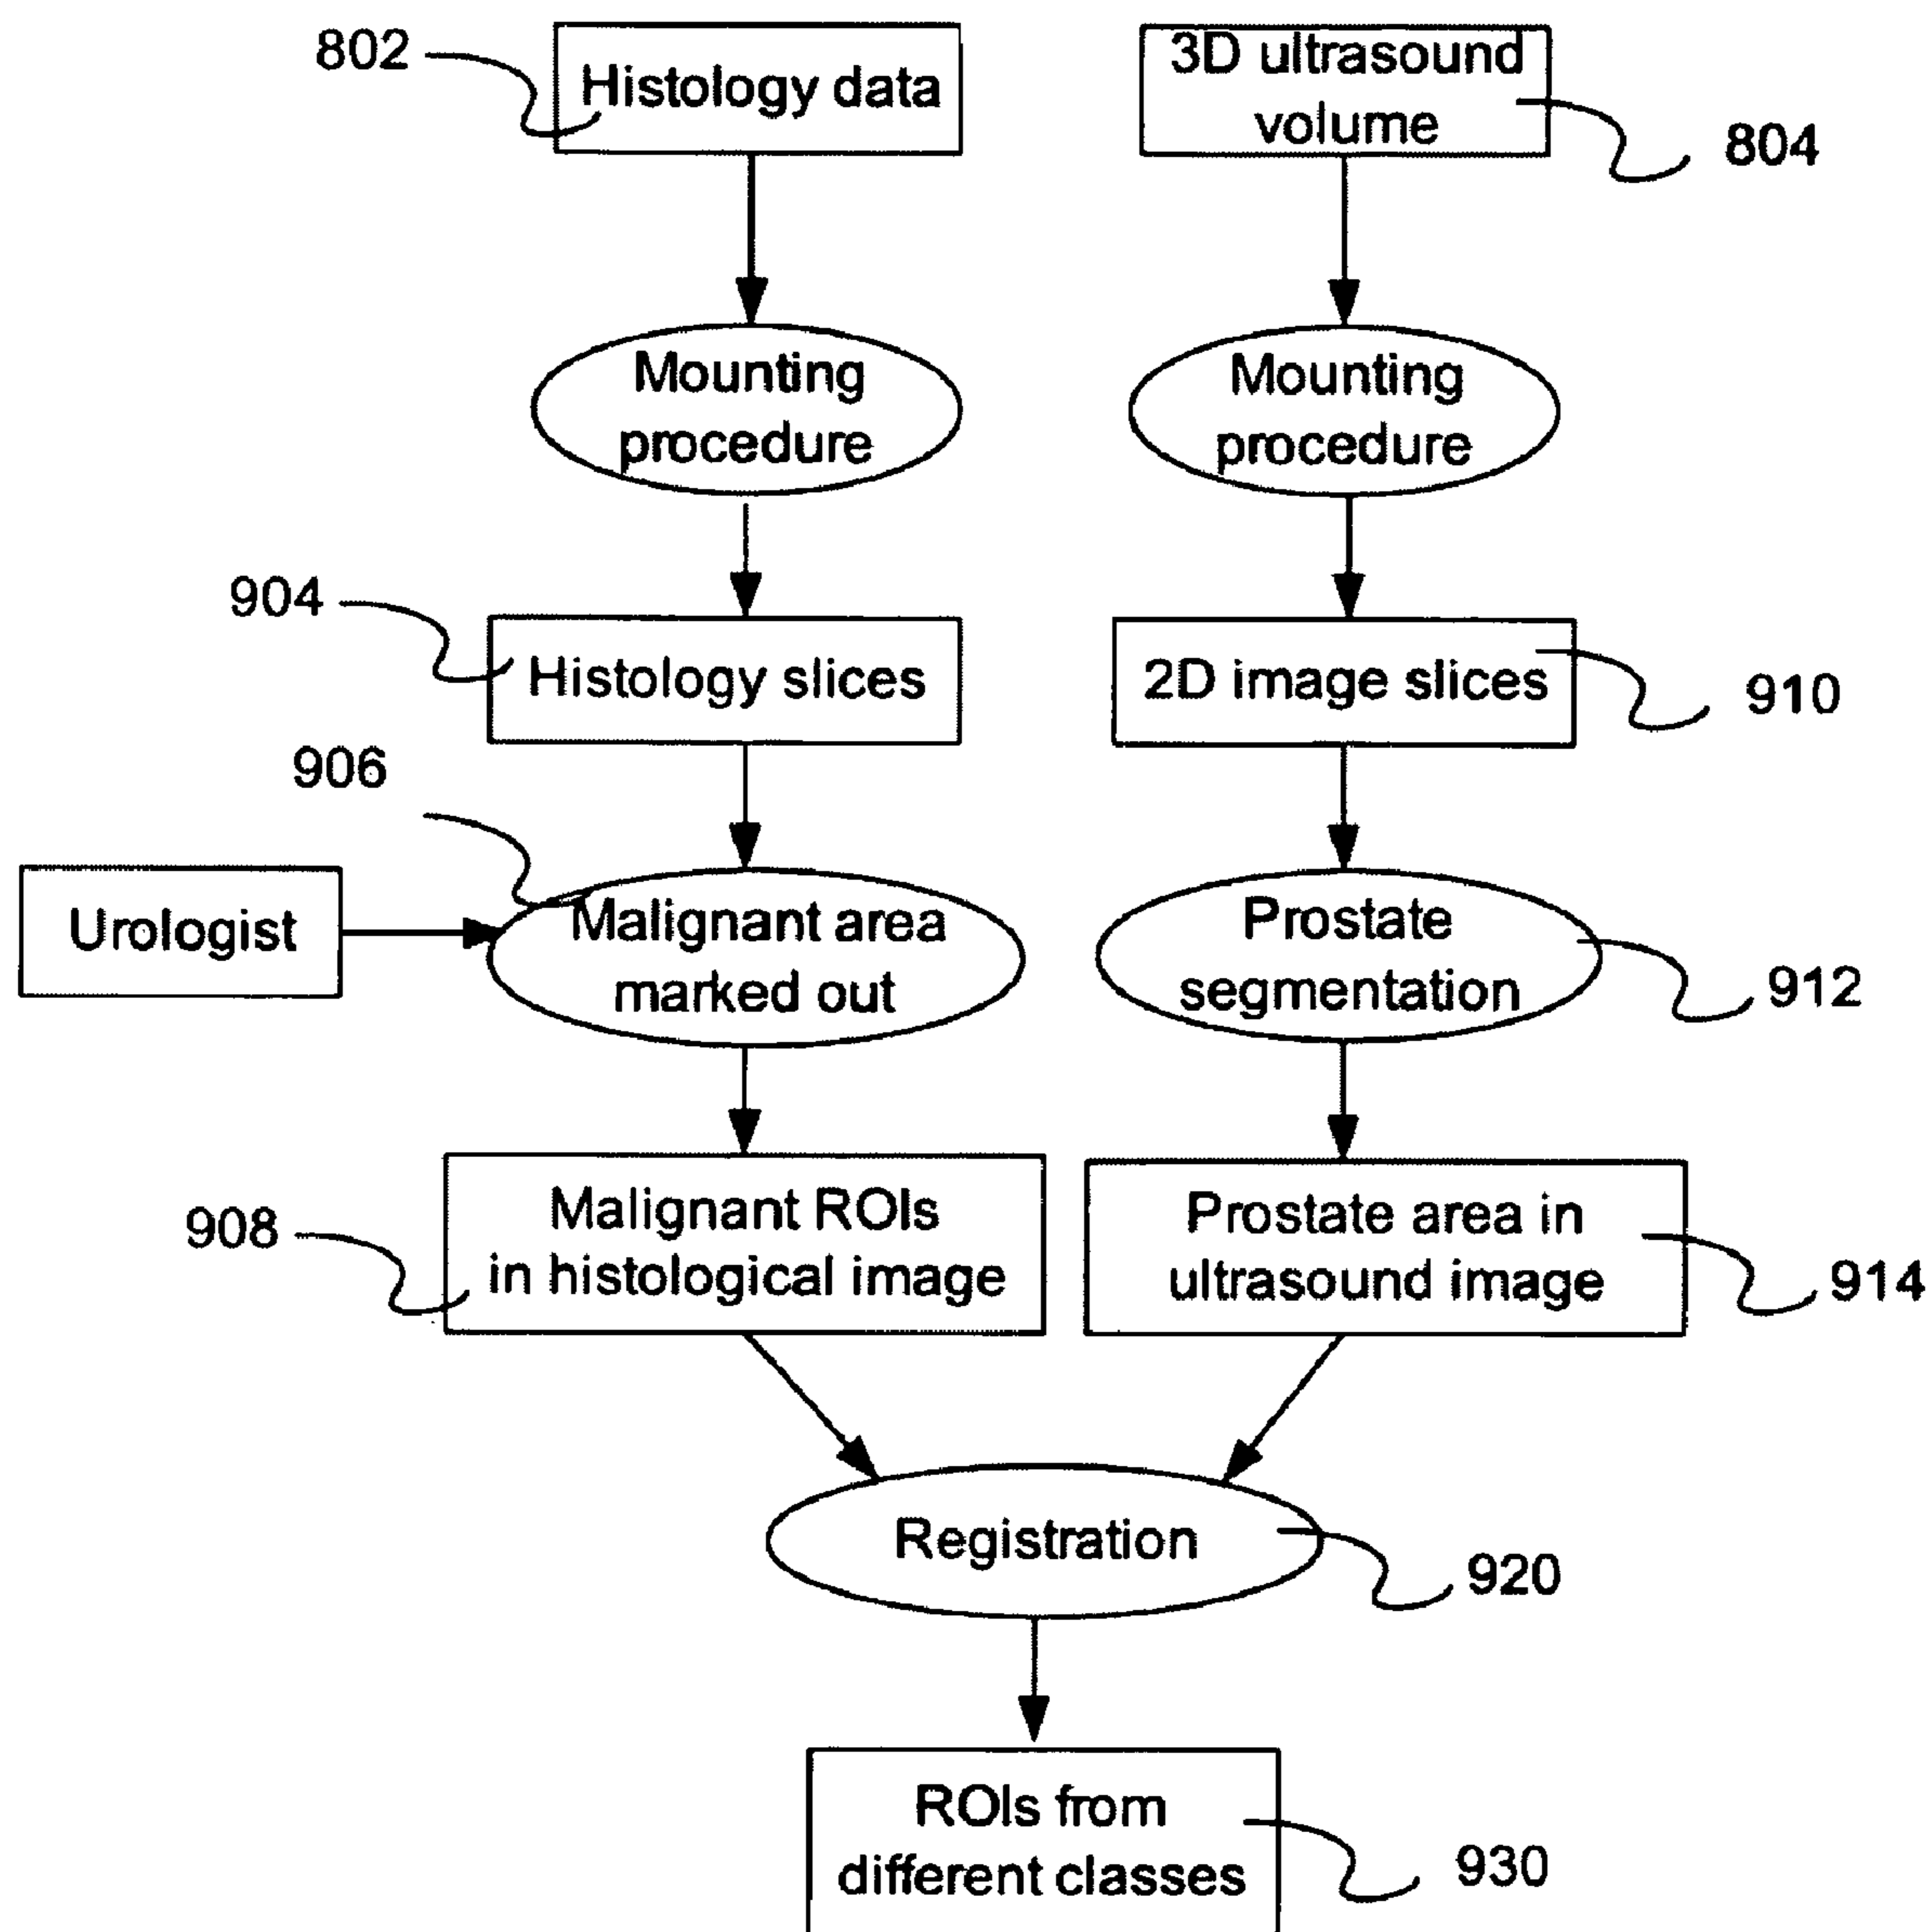 802
Histology data
3D ultrasound
volume
804
Mounting
procedure
Mounting
procedure
904
Histology slices
2D image slices
910
906
Urologist
Malignant area
marked out
Prostate
segmentation
912
908
Malignant ROIs
in histological image
Prostate area in
ultrasound image
914
Registration
920
ROIs from
different classes
930